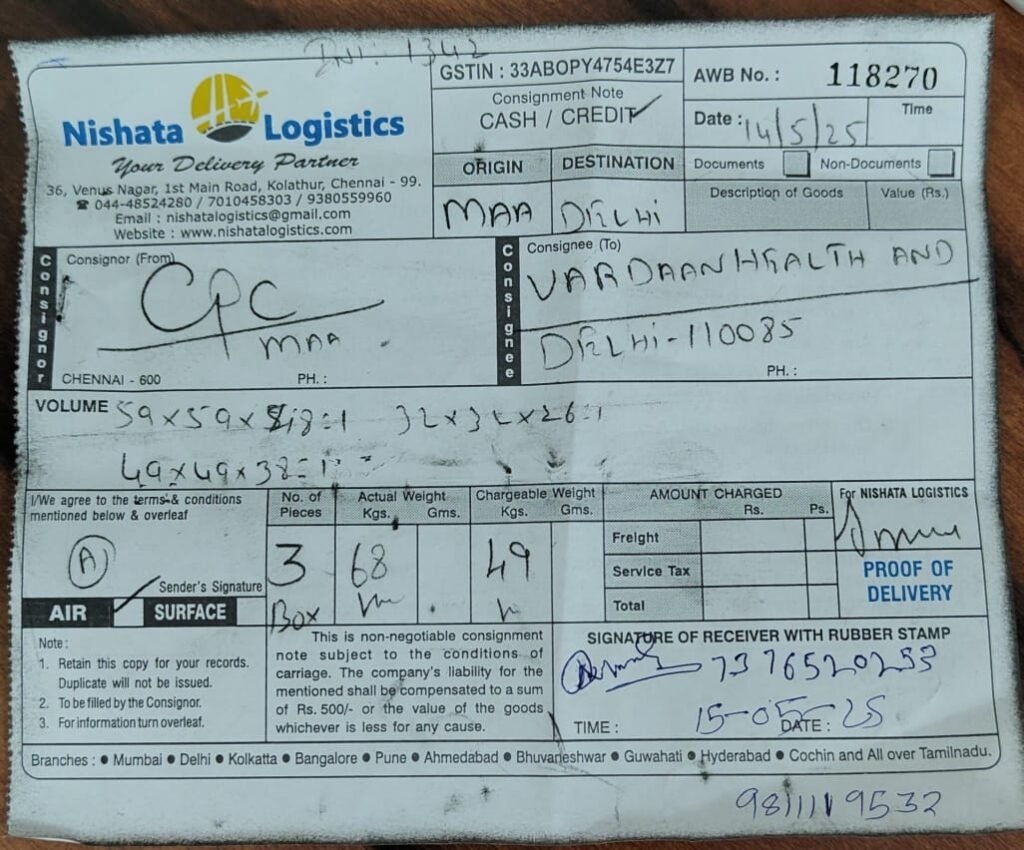 INV: 1342
Nishata Logistics
Your Delivery Partner
36, Venus Nagar, 1st Main Road, Kolathur, Chennai - 99.
☎ 044-48524280 / 7010458303 / 9380559960
Email : nishatalogistics@gmail.com
Website : www.nishatalogistics.com
GSTIN : 33ABOPY4754E3Z7
Consignment Note
CASH / CREDIT ✓
ORIGIN DESTINATION
MAA DELHI
AWB No. : 118270
Date : 14/5/25 Time
Documents Non-Documents
Description of Goods Value (Rs.)
Consignor
Consignor (From)
CPC
MAA
CHENNAI - 600 PH. :
Consignee
Consignee (To)
VARDAAN HEALTH AND
DELHI-110085
PH. :
VOLUME 59x59x 8=1 32x32x26=1
49x49x38=1
I/We agree to the terms & conditions
mentioned below & overleaf
A
Sender's Signature
AIR ✓ SURFACE
No. of Pieces
3
Box
Actual Weight
Kgs. Gms.
68
Chargeable Weight
Kgs. Gms.
49
AMOUNT CHARGED
Rs. Ps.
Freight
Service Tax
Total
For NISHATA LOGISTICS
PROOF OF
DELIVERY
Note :
1. Retain this copy for your records.
Duplicate will not be issued.
2. To be filled by the Consignor.
3. For information turn overleaf.
This is non-negotiable consignment
note subject to the conditions of
carriage. The company's liability for the
mentioned shall be compensated to a sum
of Rs. 500/- or the value of the goods
whichever is less for any cause.
SIGNATURE OF RECEIVER WITH RUBBER STAMP
7376520253
TIME : DATE : 15-05-25
Branches : ● Mumbai ● Delhi ● Kolkatta ● Bangalore ● Pune ● Ahmedabad ● Bhuvaneshwar ● Guwahati ● Hyderabad ● Cochin and All over Tamilnadu.
9811119532